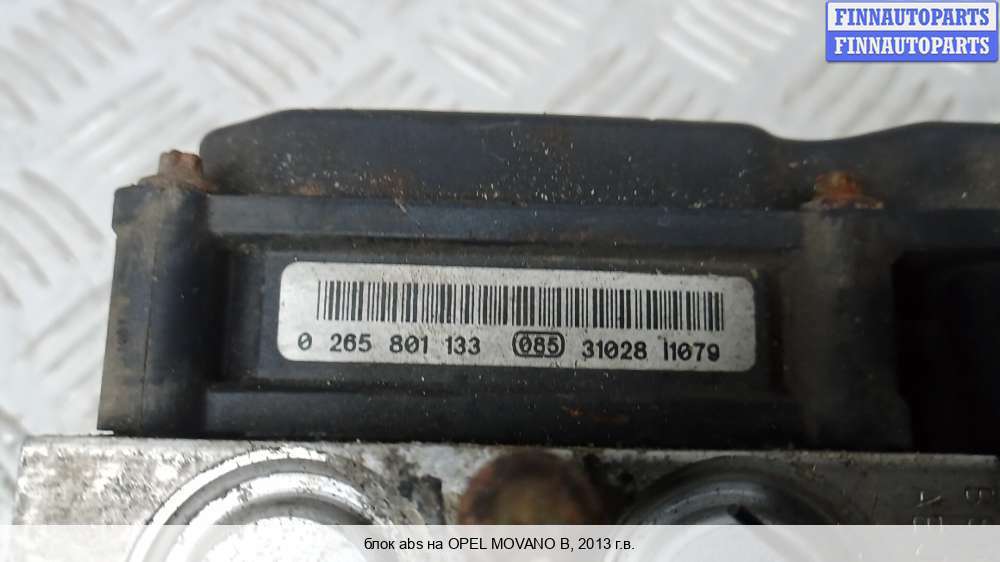 FINNAUTOPARTS
FINNAUTOPARTS
0 265 801 133 085 31028 11079
блок abs на OPEL MOVANO B, 2013 г.в.